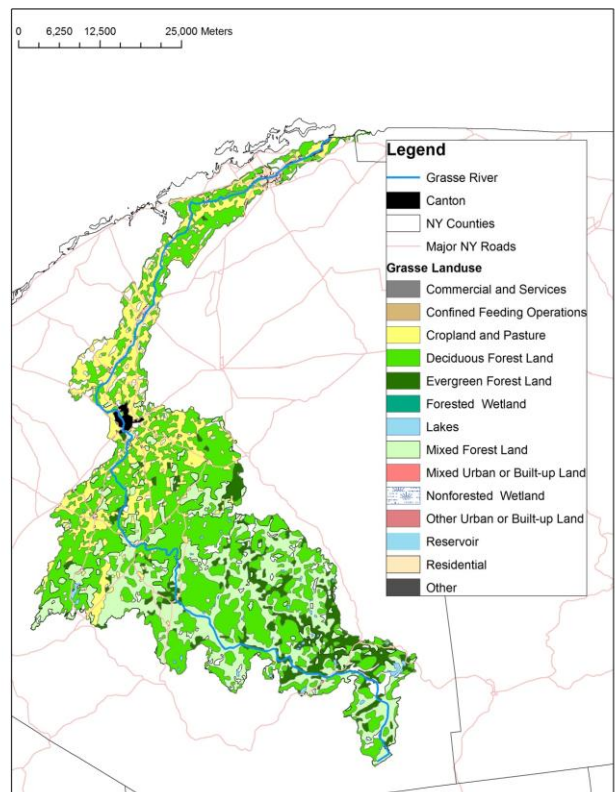 0 6,250 12,500 25,000 Meters
Legend
Grasse River
Canton
NY Counties
Major NY Roads
Grasse Landuse
Commercial and Services
Confined Feeding Operations
Cropland and Pasture
Deciduous Forest Land
Evergreen Forest Land
Forested Wetland
Lakes
Mixed Forest Land
Mixed Urban or Built-up Land
Nonforested Wetland
Other Urban or Built-up Land
Reservoir
Residential
Other